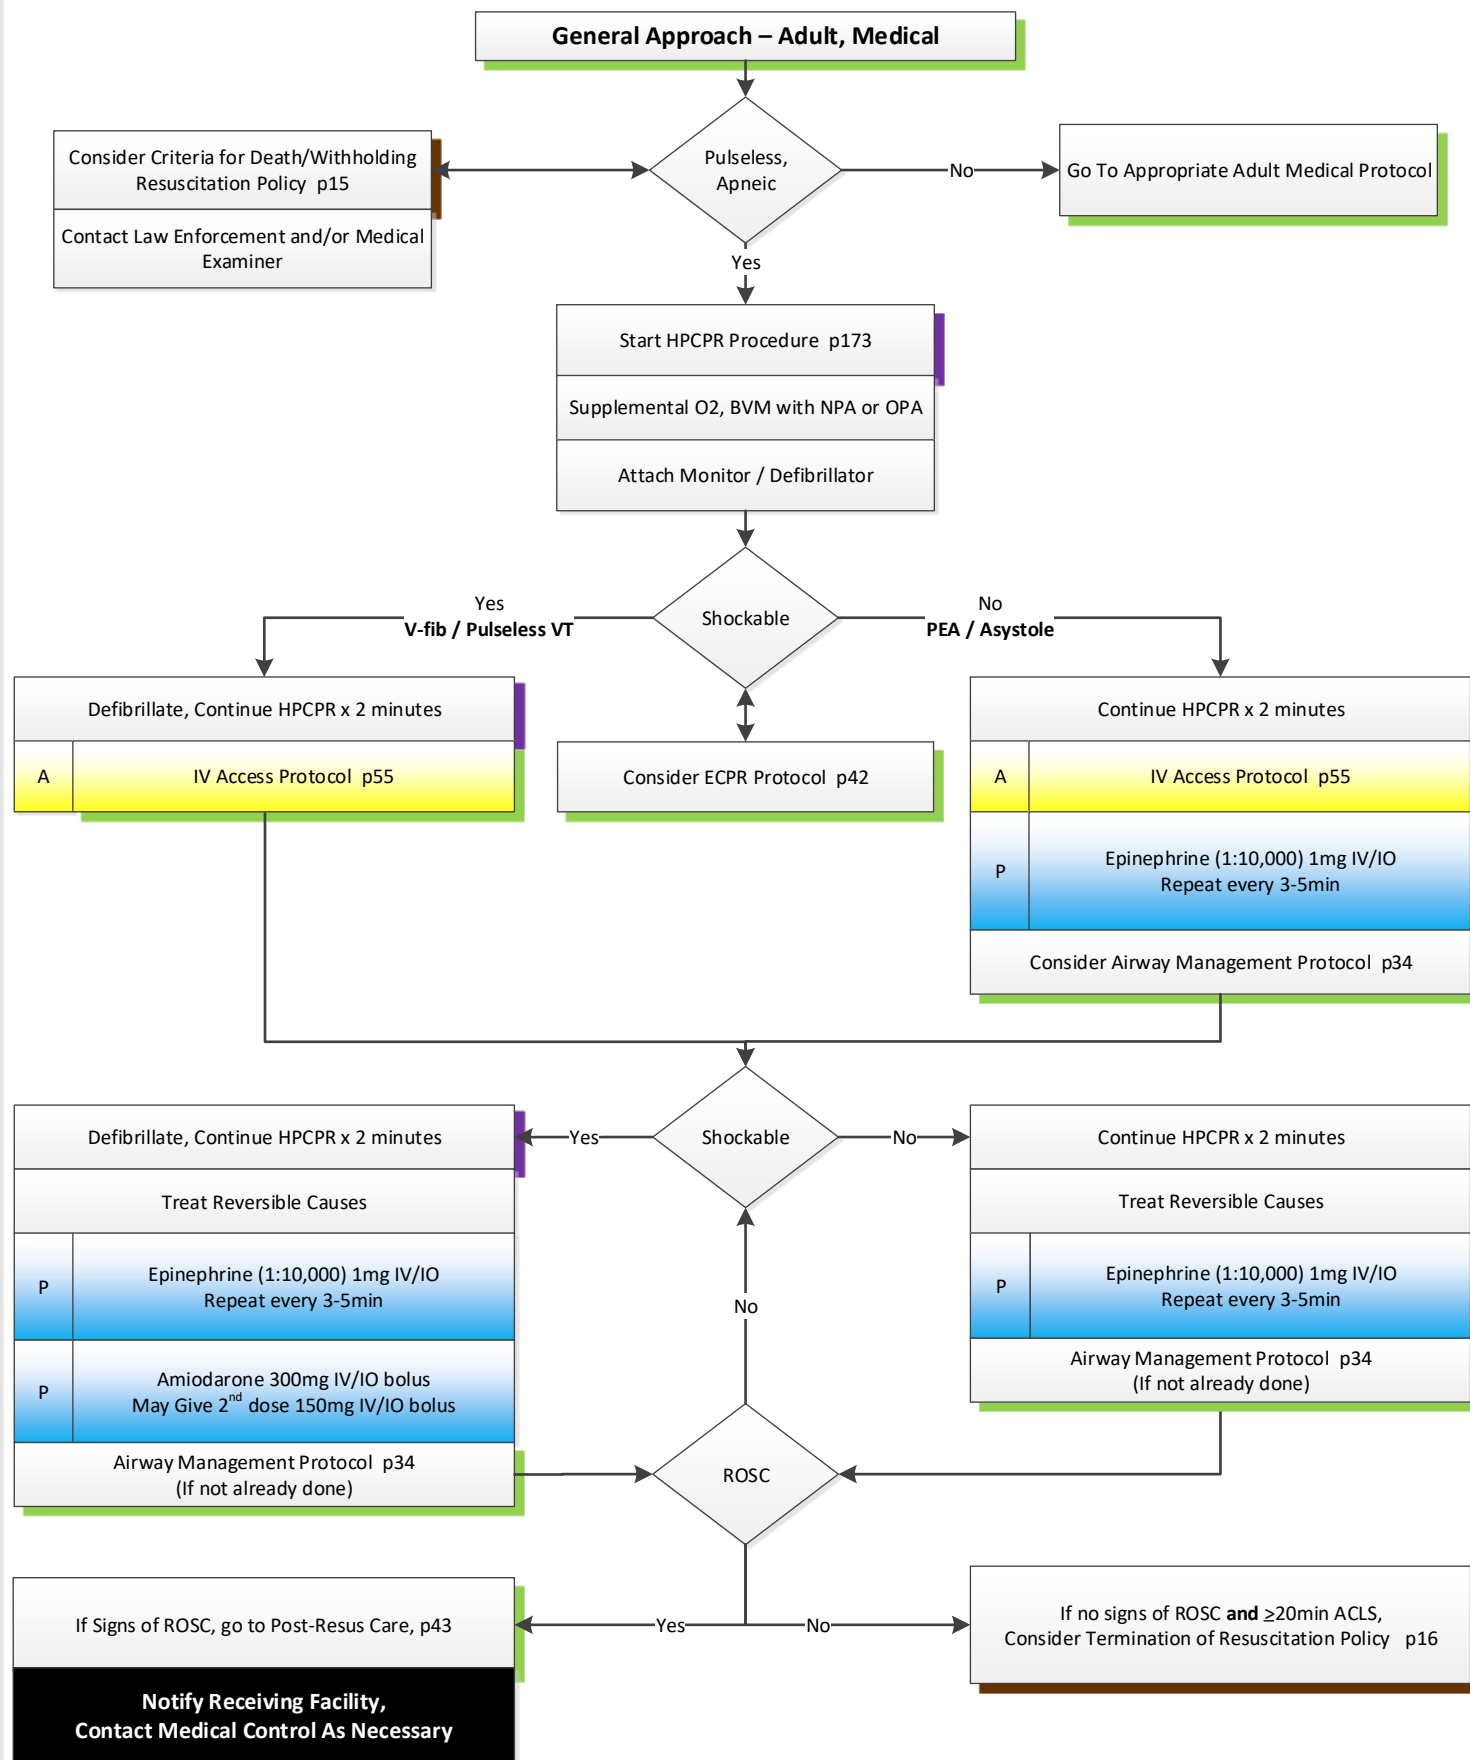 General Approach – Adult, Medical
Consider Criteria for Death/Withholding
Resuscitation Policy p15
Contact Law Enforcement and/or Medical
Examiner
Pulseless,
Apneic
No
Go To Appropriate Adult Medical Protocol
Yes
Start HPCPR Procedure p173
Supplemental O2, BVM with NPA or OPA
Attach Monitor / Defibrillator
Shockable
Yes
V-fib / Pulseless VT
No
PEA / Asystole
Defibrillate, Continue HPCPR x 2 minutes
A
IV Access Protocol p55
Consider ECPR Protocol p42
Continue HPCPR x 2 minutes
A
IV Access Protocol p55
P
Epinephrine (1:10,000) 1mg IV/IO
Repeat every 3-5min
Consider Airway Management Protocol p34
Shockable
Yes
No
Defibrillate, Continue HPCPR x 2 minutes
Treat Reversible Causes
P
Epinephrine (1:10,000) 1mg IV/IO
Repeat every 3-5min
P
Amiodarone 300mg IV/IO bolus
May Give 2nd dose 150mg IV/IO bolus
Airway Management Protocol p34
(If not already done)
Continue HPCPR x 2 minutes
Treat Reversible Causes
P
Epinephrine (1:10,000) 1mg IV/IO
Repeat every 3-5min
Airway Management Protocol p34
(If not already done)
No
ROSC
Yes
No
If Signs of ROSC, go to Post-Resus Care, p43
Notify Receiving Facility,
Contact Medical Control As Necessary
If no signs of ROSC and ≥20min ACLS,
Consider Termination of Resuscitation Policy p16